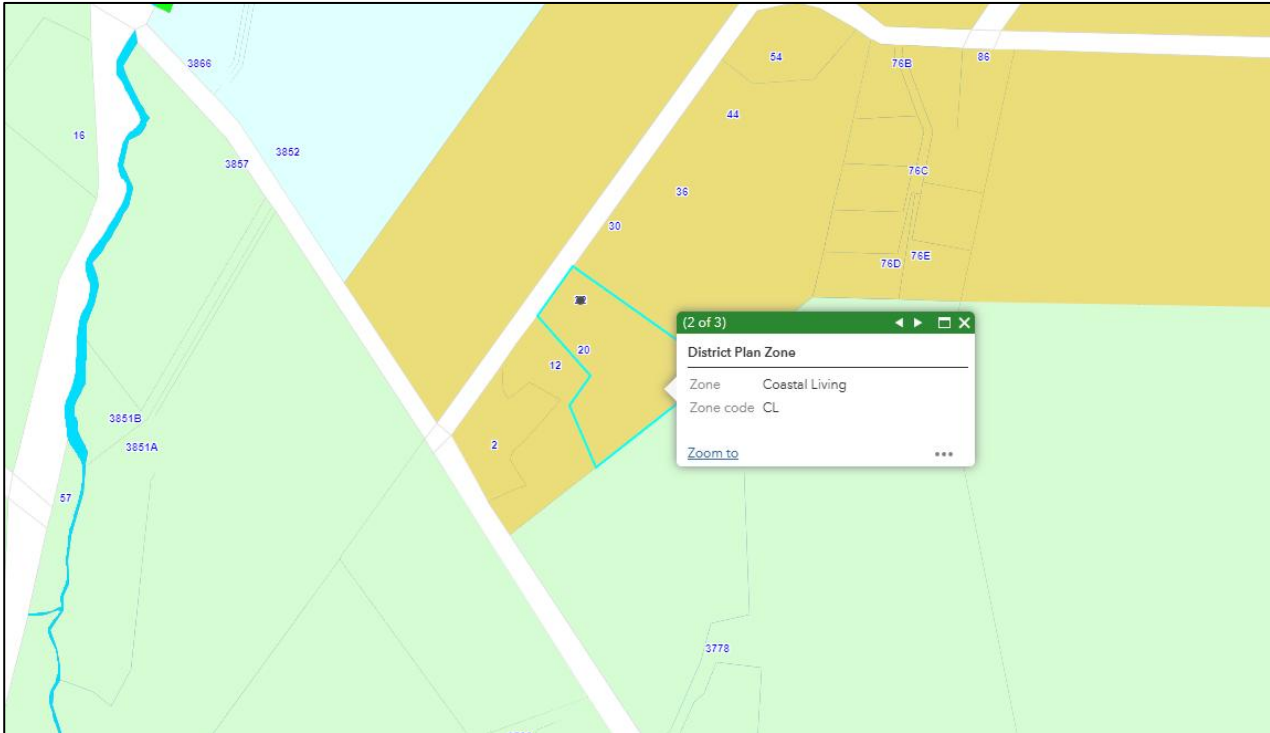 3866
54
76B
86
44
16
3852
3857
76C
36
30
76D
76E
(2 of 3)
District Plan Zone
Zone Coastal Living
Zone code CL
Zoom to
20
12
3851B
3851A
2
57
3778